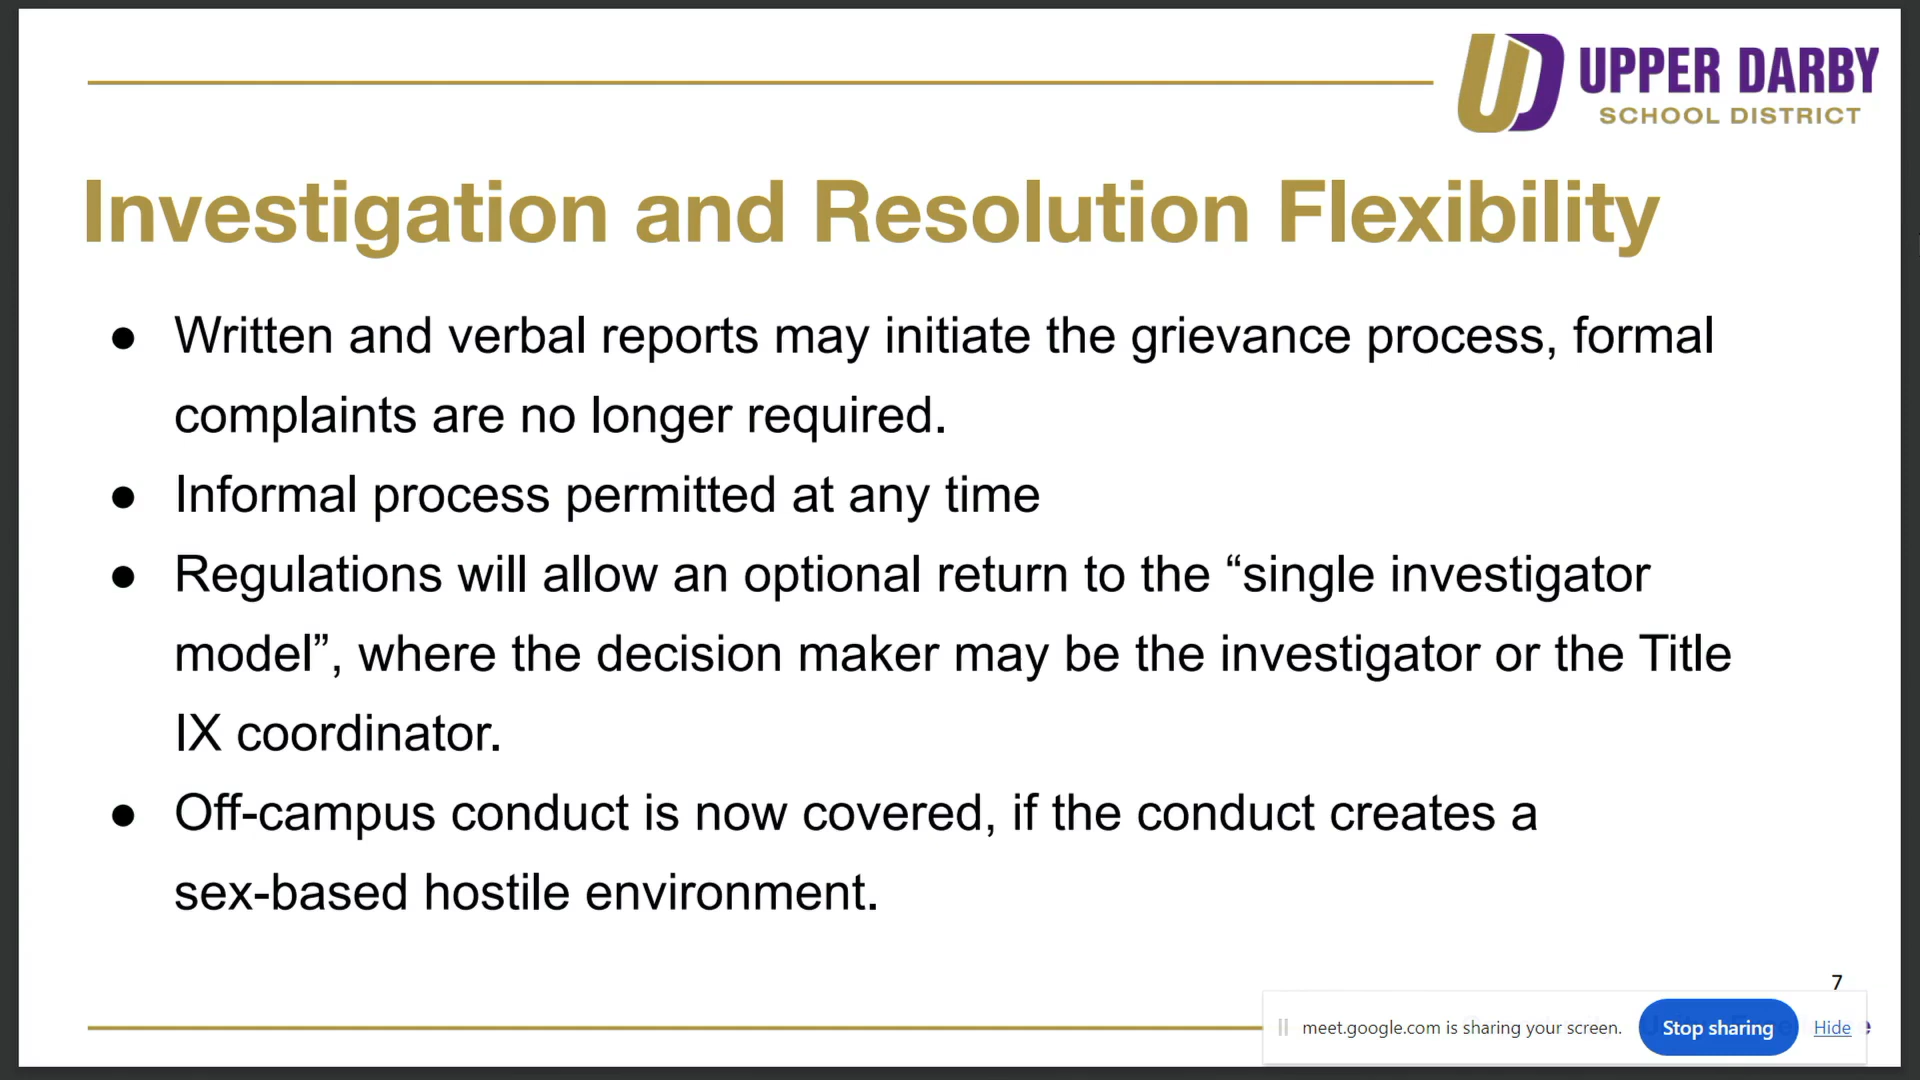 UPPER DARBY
SCHOOL DISTRICT
Investigation and Resolution Flexibility
● Written and verbal reports may initiate the grievance process, formal
complaints are no longer required.
● Informal process permitted at any time
● Regulations will allow an optional return to the “single investigator
model”, where the decision maker may be the investigator or the Title
IX coordinator.
● Off-campus conduct is now covered, if the conduct creates a
sex-based hostile environment.
7
meet.google.com is sharing your screen. Stop sharing Hide